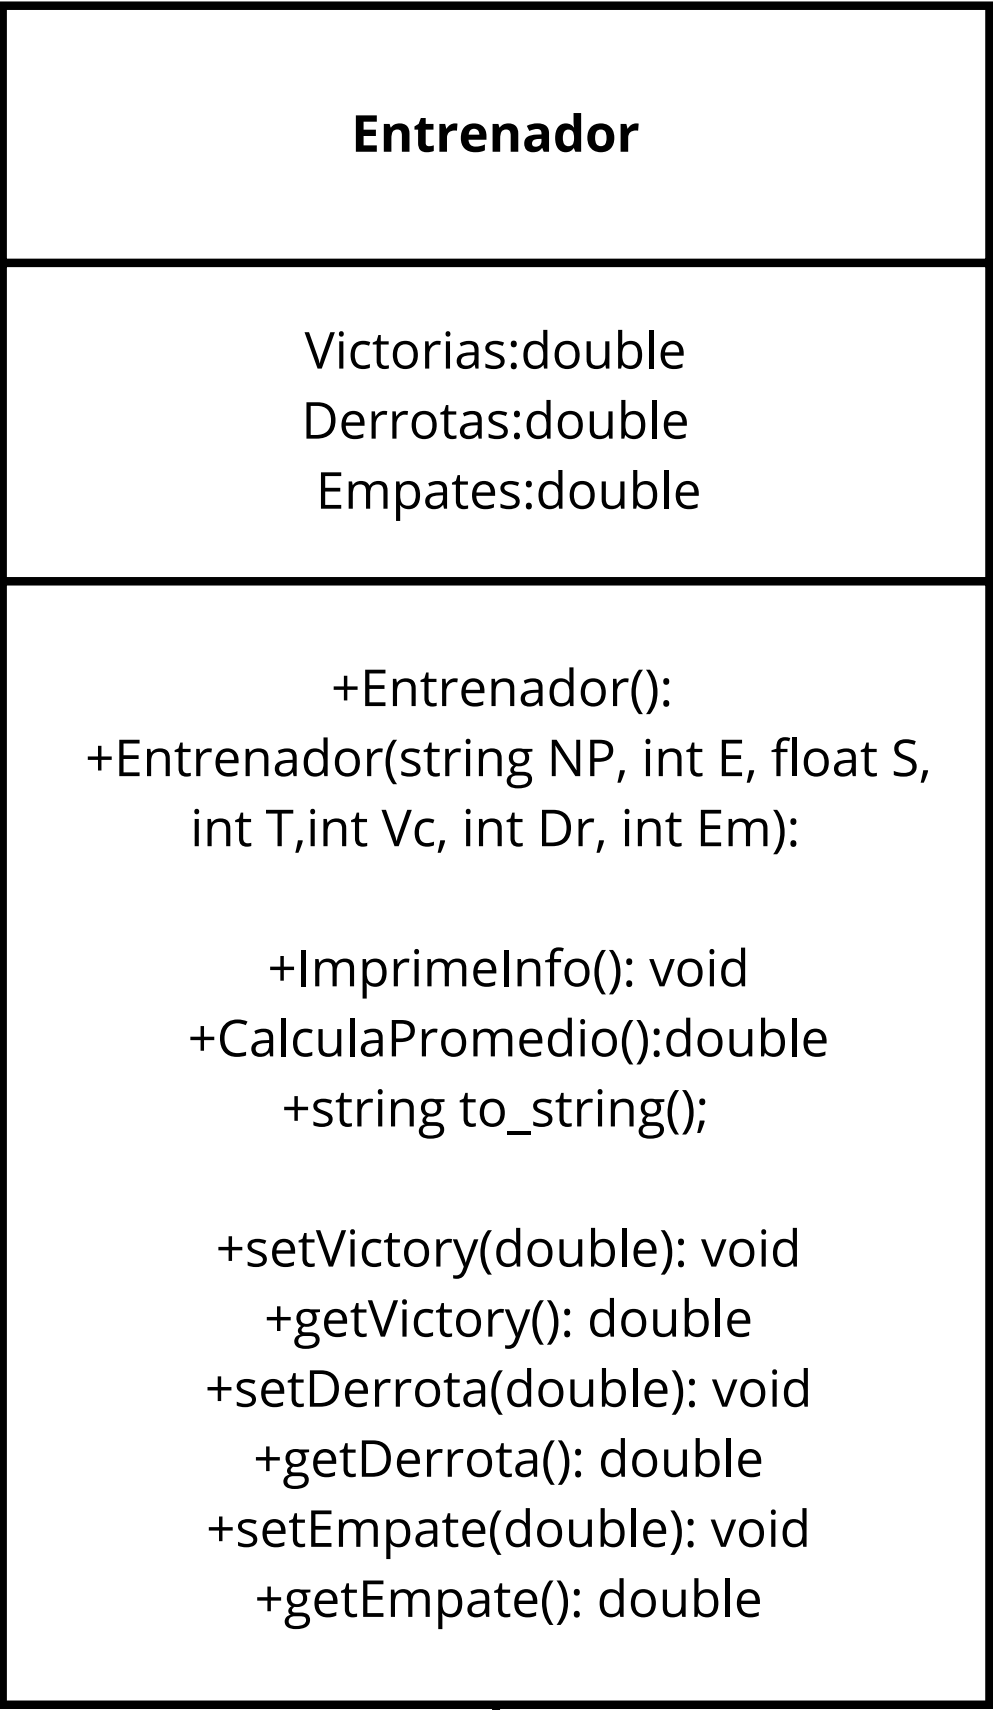 Entrenador
Victorias:double
Derrotas:double
Empates:double
+Entrenador():
+Entrenador(string NP, int E, float S,
int T,int Vc, int Dr, int Em):
+ImprimeInfo(): void
+CalculaPromedio():double
+string to_string();
+setVictory(double): void
+getVictory(): double
+setDerrota(double): void
+getDerrota(): double
+setEmpate(double): void
+getEmpate(): double